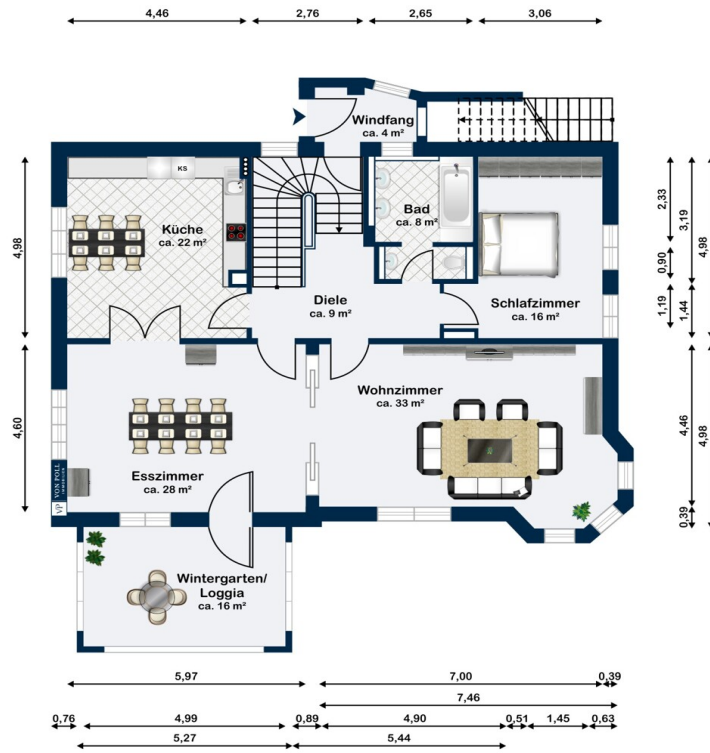 4,46 2,76 2,65 3,06
Windfang
ca. 4 m²
KS
Küche
ca. 22 m²
Bad
ca. 8 m²
4,98
2,33
3,19
4,98
0,90
1,19
1,44
Diele
ca. 9 m²
Schlafzimmer
ca. 16 m²
Wohnzimmer
ca. 33 m²
4,60
4,46
4,98
0,39
Esszimmer
ca. 28 m²
VON POLL
IMMOBILIEN
VP
Wintergarten/
Loggia
ca. 16 m²
5,97 7,00 0,39
7,46
0,76 4,99 0,89 4,90 0,51 1,45 0,63
5,27 5,44